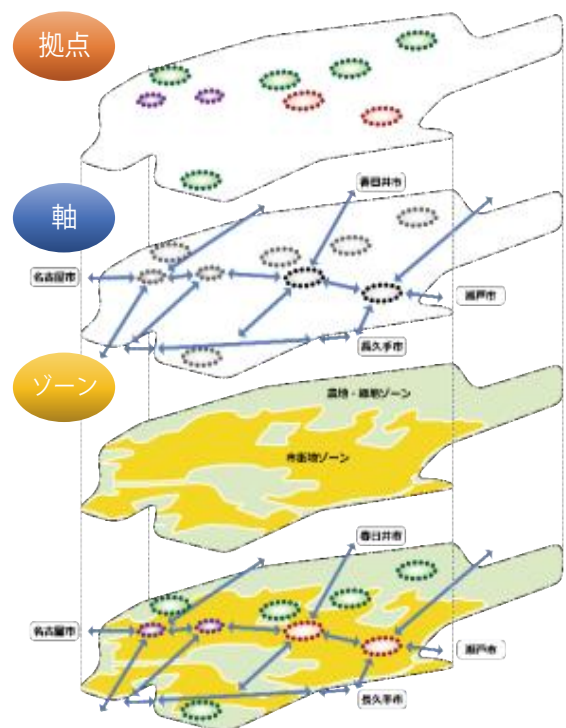 拠点
春日井市
軸
名古屋市
瀬戸市
長久手市
ゾーン
農地・緑地ゾーン
市街地ゾーン
春日井市
名古屋市
瀬戸市
長久手市